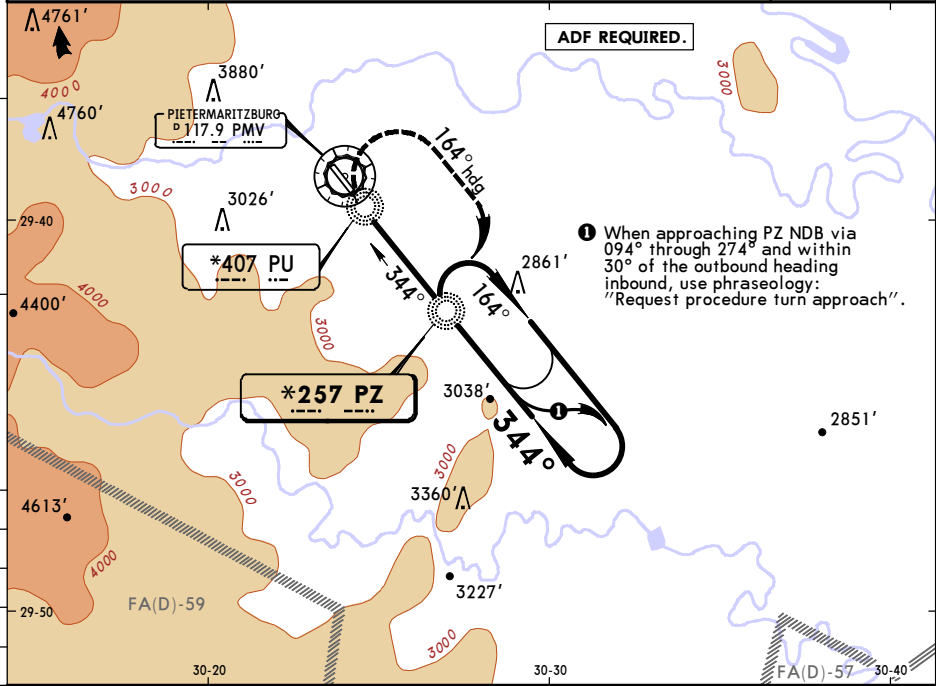 4761'
ADF REQUIRED.
3880'
3000
4000
4760'
PIETERMARITZBURG
D 117.9 PMV
164° hdg
3000
3026'
29-40
❶ When approaching PZ NDB via
094° through 274° and within
30° of the outbound heading
inbound, use phraseology:
"Request procedure turn approach".
*407 PU
344°
2861'
164°
4400'
4000
3000
*257 PZ
3038'
❶
2851'
344°
3000
3000
3360'
4613'
4000
3227'
FA(D)-59
29-50
3000
30-20
30-30
FA(D)-57
30-40